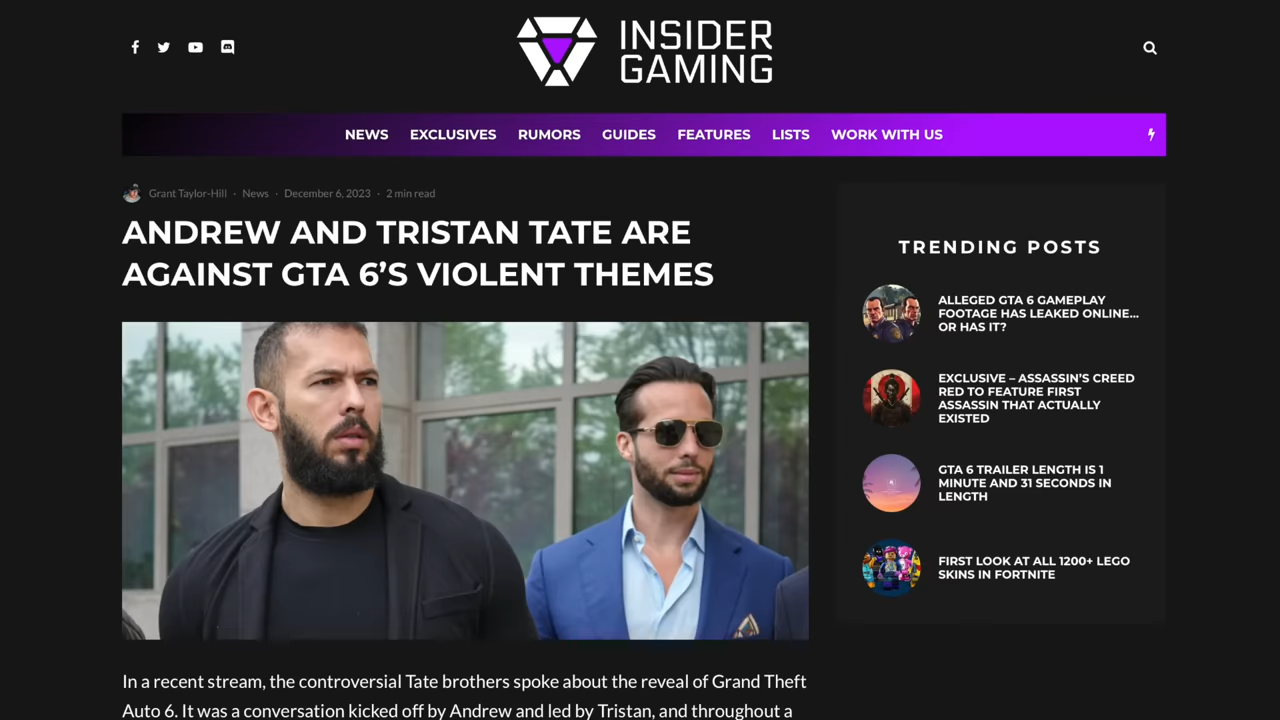 INSIDER
GAMING
NEWS EXCLUSIVES RUMORS GUIDES FEATURES LISTS WORK WITH US
Grant Taylor-Hill · News · December 6, 2023 · 2 min read
ANDREW AND TRISTAN TATE ARE
AGAINST GTA 6’S VIOLENT THEMES
In a recent stream, the controversial Tate brothers spoke about the reveal of Grand Theft
Auto 6. It was a conversation kicked off by Andrew and led by Tristan, and throughout a
TRENDING POSTS
ALLEGED GTA 6 GAMEPLAY
FOOTAGE HAS LEAKED ONLINE…
OR HAS IT?
EXCLUSIVE – ASSASSIN’S CREED
RED TO FEATURE FIRST
ASSASSIN THAT ACTUALLY
EXISTED
GTA 6 TRAILER LENGTH IS 1
MINUTE AND 31 SECONDS IN
LENGTH
FIRST LOOK AT ALL 1200+ LEGO
SKINS IN FORTNITE